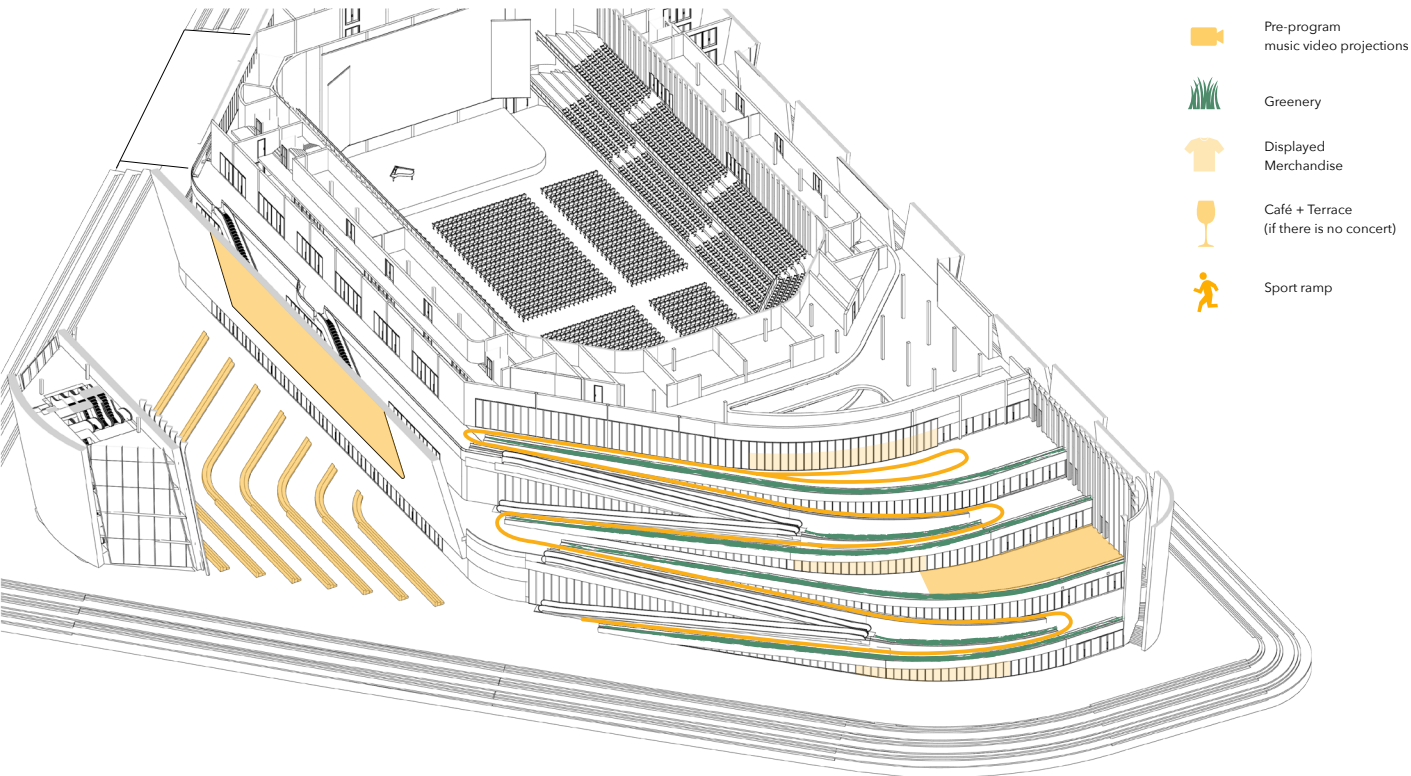 Pre-program
music video projections
Greenery
Displayed
Merchandise
Café + Terrace
(if there is no concert)
Sport ramp